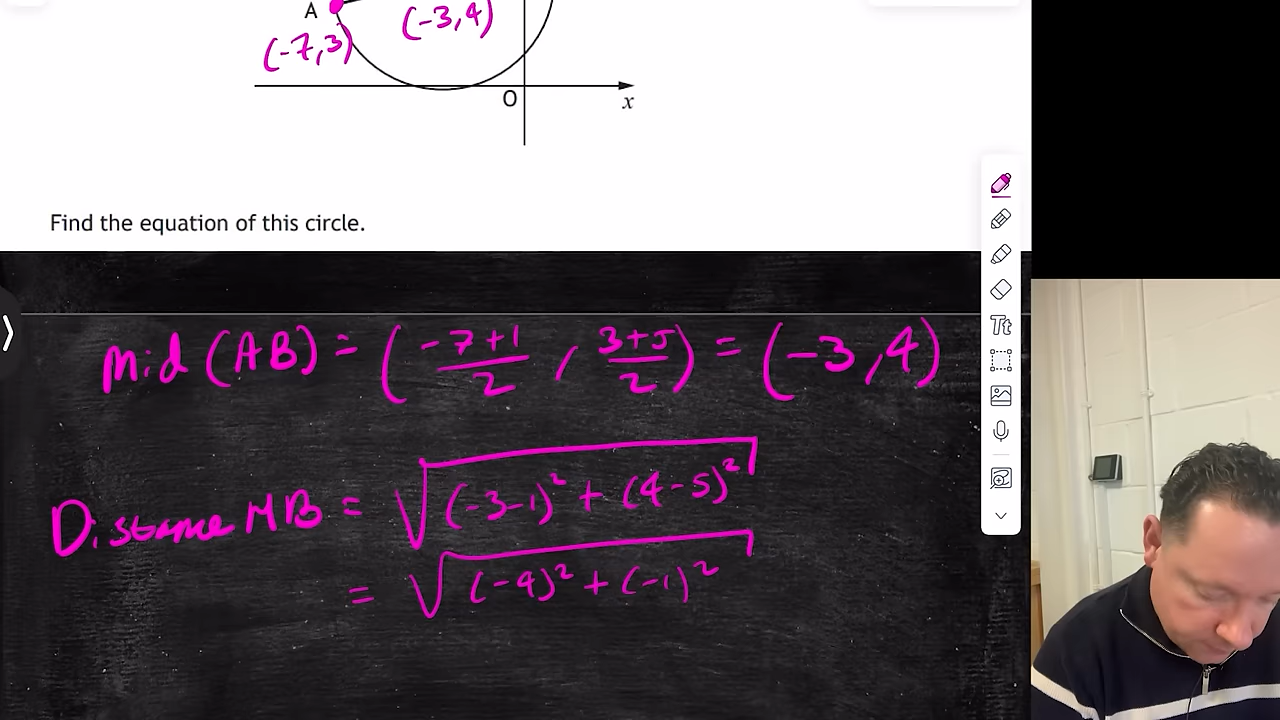 A
(-7,3)
(-3,4)
O
x
Find the equation of this circle.
Mid (AB) = (-7+1/2 , 3+5/2) = (-3,4)
Distance MB = √(-3-1)² + (4-5)²
= √(-4)² + (-1)²
Tt